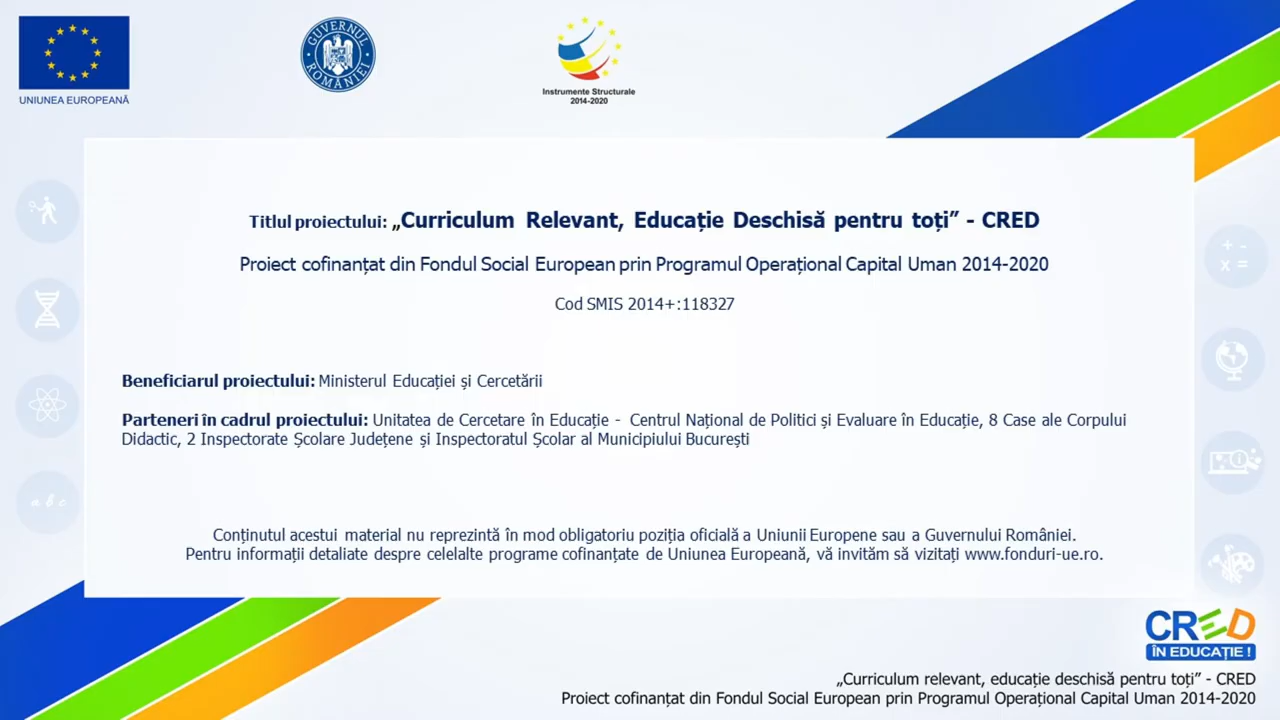 UNIUNEA EUROPEANĂ
GUVERNUL ROMÂNIEI
Instrumente Structurale
2014-2020
Titlul proiectului: „Curriculum Relevant, Educație Deschisă pentru toți” - CRED
Proiect cofinanțat din Fondul Social European prin Programul Operațional Capital Uman 2014-2020
Cod SMIS 2014+:118327
Beneficiarul proiectului: Ministerul Educației și Cercetării
Parteneri în cadrul proiectului: Unitatea de Cercetare în Educație - Centrul Național de Politici și Evaluare în Educație, 8 Case ale Corpului
Didactic, 2 Inspectorate Școlare Județene și Inspectoratul Școlar al Municipiului București
a b c
Conținutul acestui material nu reprezintă în mod obligatoriu poziția oficială a Uniunii Europene sau a Guvernului României.
Pentru informații detaliate despre celelalte programe cofinanțate de Uniunea Europeană, vă invităm să vizitați www.fonduri-ue.ro.
CRED
ÎN EDUCAȚIE !
„Curriculum relevant, educație deschisă pentru toți” - CRED
Proiect cofinanțat din Fondul Social European prin Programul Operațional Capital Uman 2014-2020